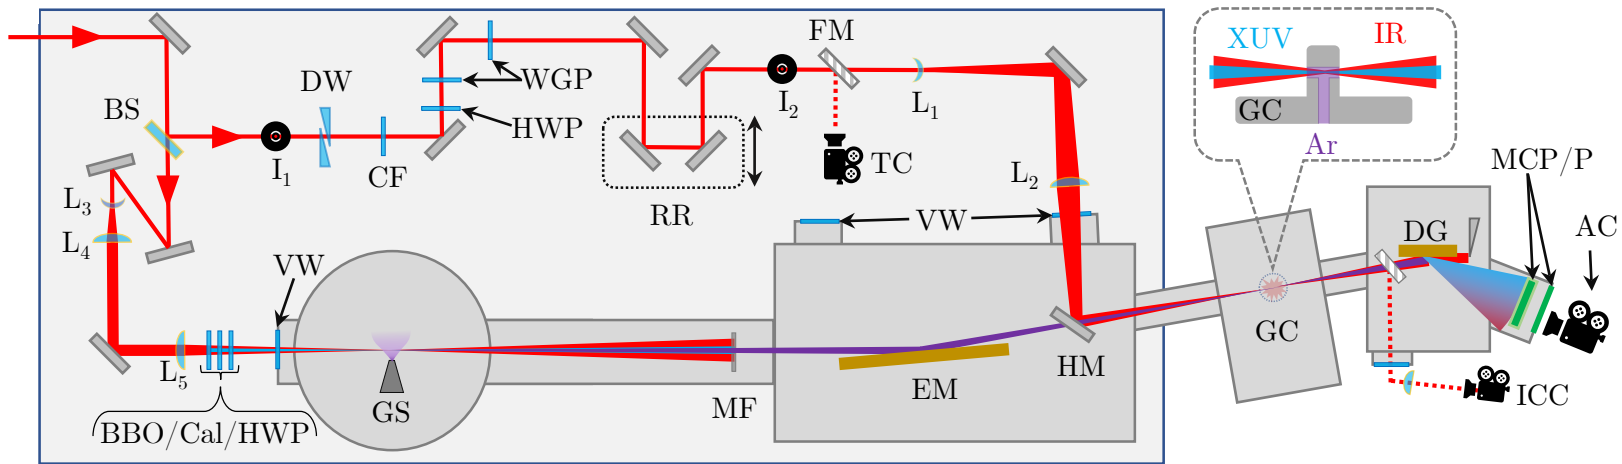 FM
XUV
IR
DW
WGP
BS
I₂
L₁
GC
HWP
Ar
TC
I₁
CF
MCP/P
L₂
L₃
RR
VW
DG
AC
L₄
VW
GC
HM
L₅
EM
ICC
GS
MF
BBO/Cal/HWP